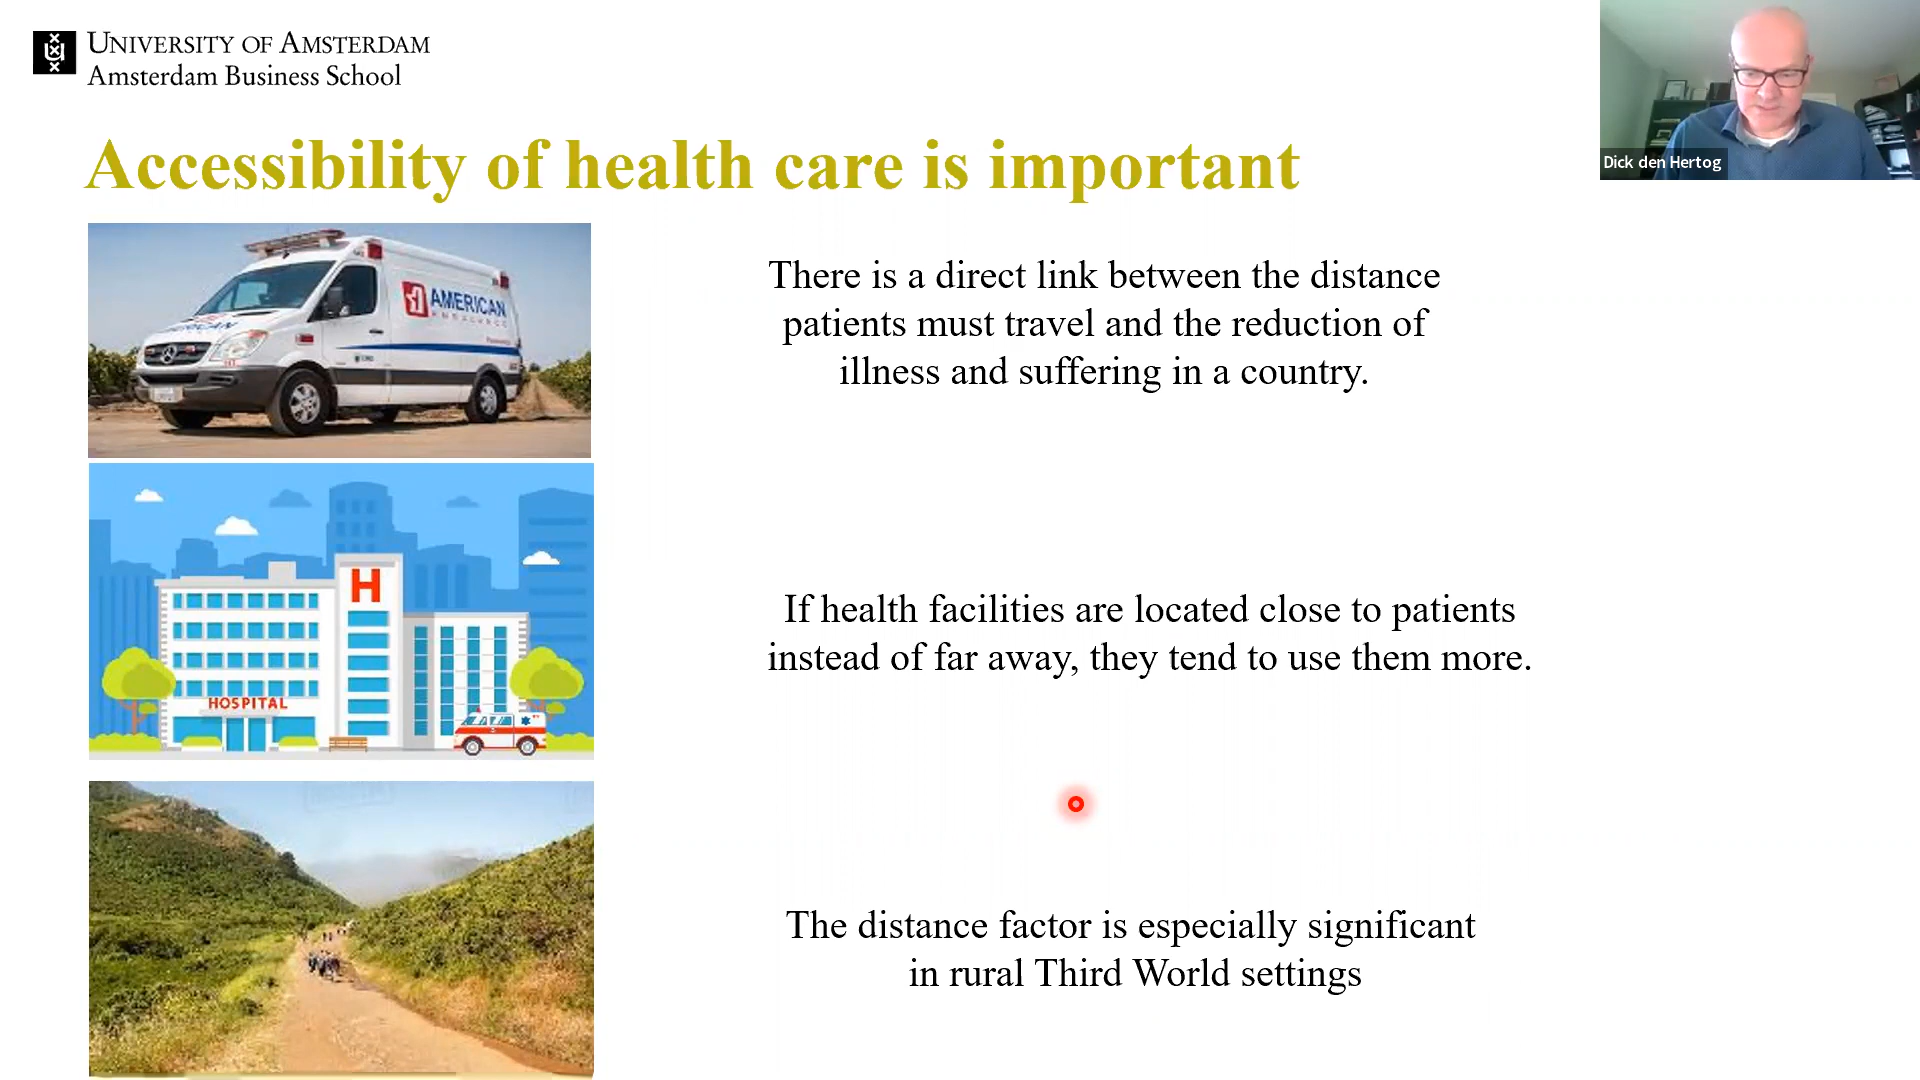 UNIVERSITY OF AMSTERDAM
Amsterdam Business School
Dick den Hertog
Accessibility of health care is important
AMERICAN
There is a direct link between the distance
patients must travel and the reduction of
illness and suffering in a country.
H
HOSPITAL
If health facilities are located close to patients
instead of far away, they tend to use them more.
The distance factor is especially significant
in rural Third World settings